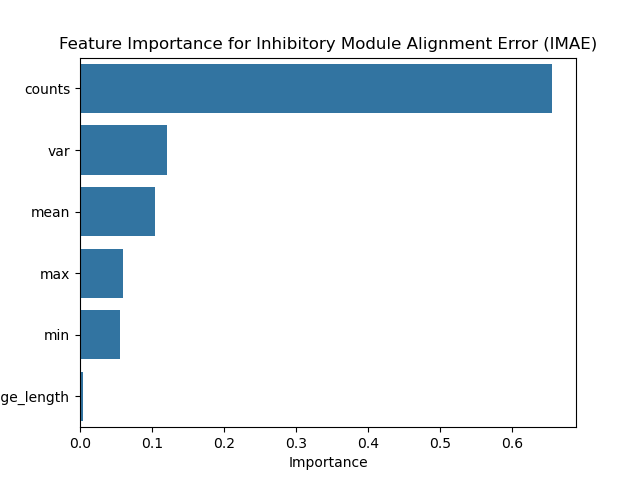 Feature Importance for Inhibitory Module Alignment Error (IMAE)
counts
var
mean
max
min
ge_length
0.0 0.1 0.2 0.3 0.4 0.5 0.6
Importance